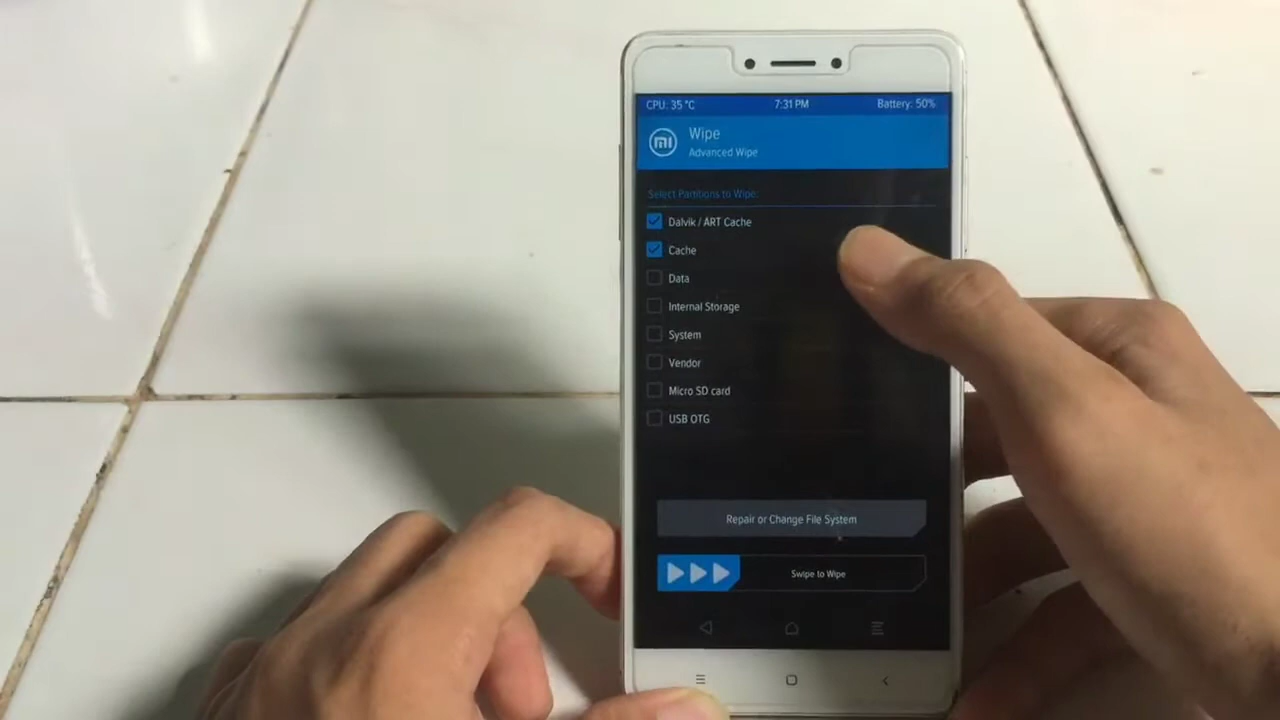 CPU: 35 °C 7:31 PM Battery: 50%
Wipe
Advanced Wipe
Select Partitions to Wipe:
Dalvik / ART Cache
Cache
Data
Internal Storage
System
Vendor
Micro SD card
USB OTG
Repair or Change File System
Swipe to Wipe